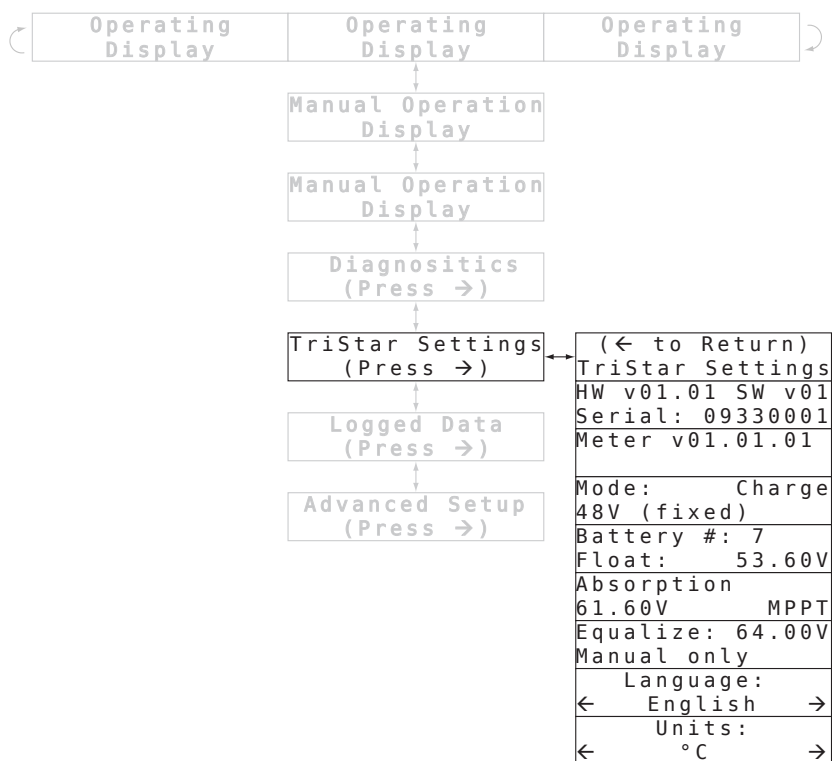 Operating
Display
Operating
Display
Operating
Display
Manual Operation
Display
Manual Operation
Display
Diagnositics
(Press →)
TriStar Settings
(Press →)
Logged Data
(Press →)
Advanced Setup
(Press →)
(← to Return)
TriStar Settings
HW v01.01 SW v01
Serial: 09330001
Meter v01.01.01
Mode: Charge
48V (fixed)
Battery #: 7
Float: 53.60V
Absorption
61.60V MPPT
Equalize: 64.00V
Manual only
Language:
← English →
Units:
← °C →